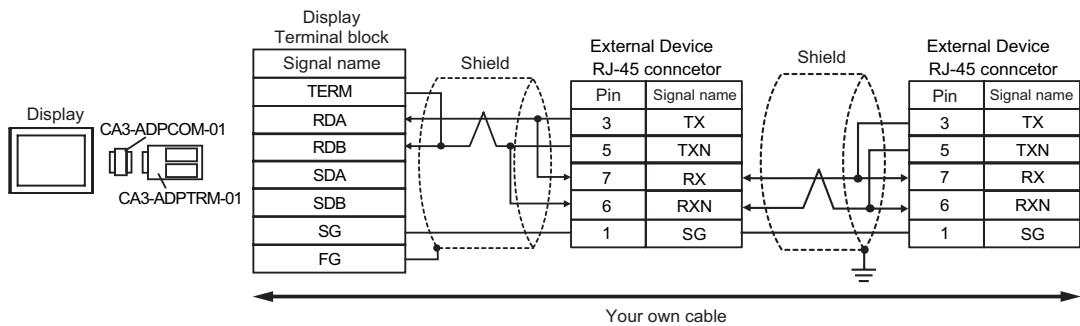 Display
CA3-ADPCOM-01
CA3-ADPTRM-01
Display
Terminal block
Signal name
TERM
RDA
RDB
SDA
SDB
SG
FG
Shield
External Device
RJ-45 conncetor
Pin Signal name
3 TX
5 TXN
7 RX
6 RXN
1 SG
Shield
External Device
RJ-45 conncetor
Pin Signal name
3 TX
5 TXN
7 RX
6 RXN
1 SG
Your own cable